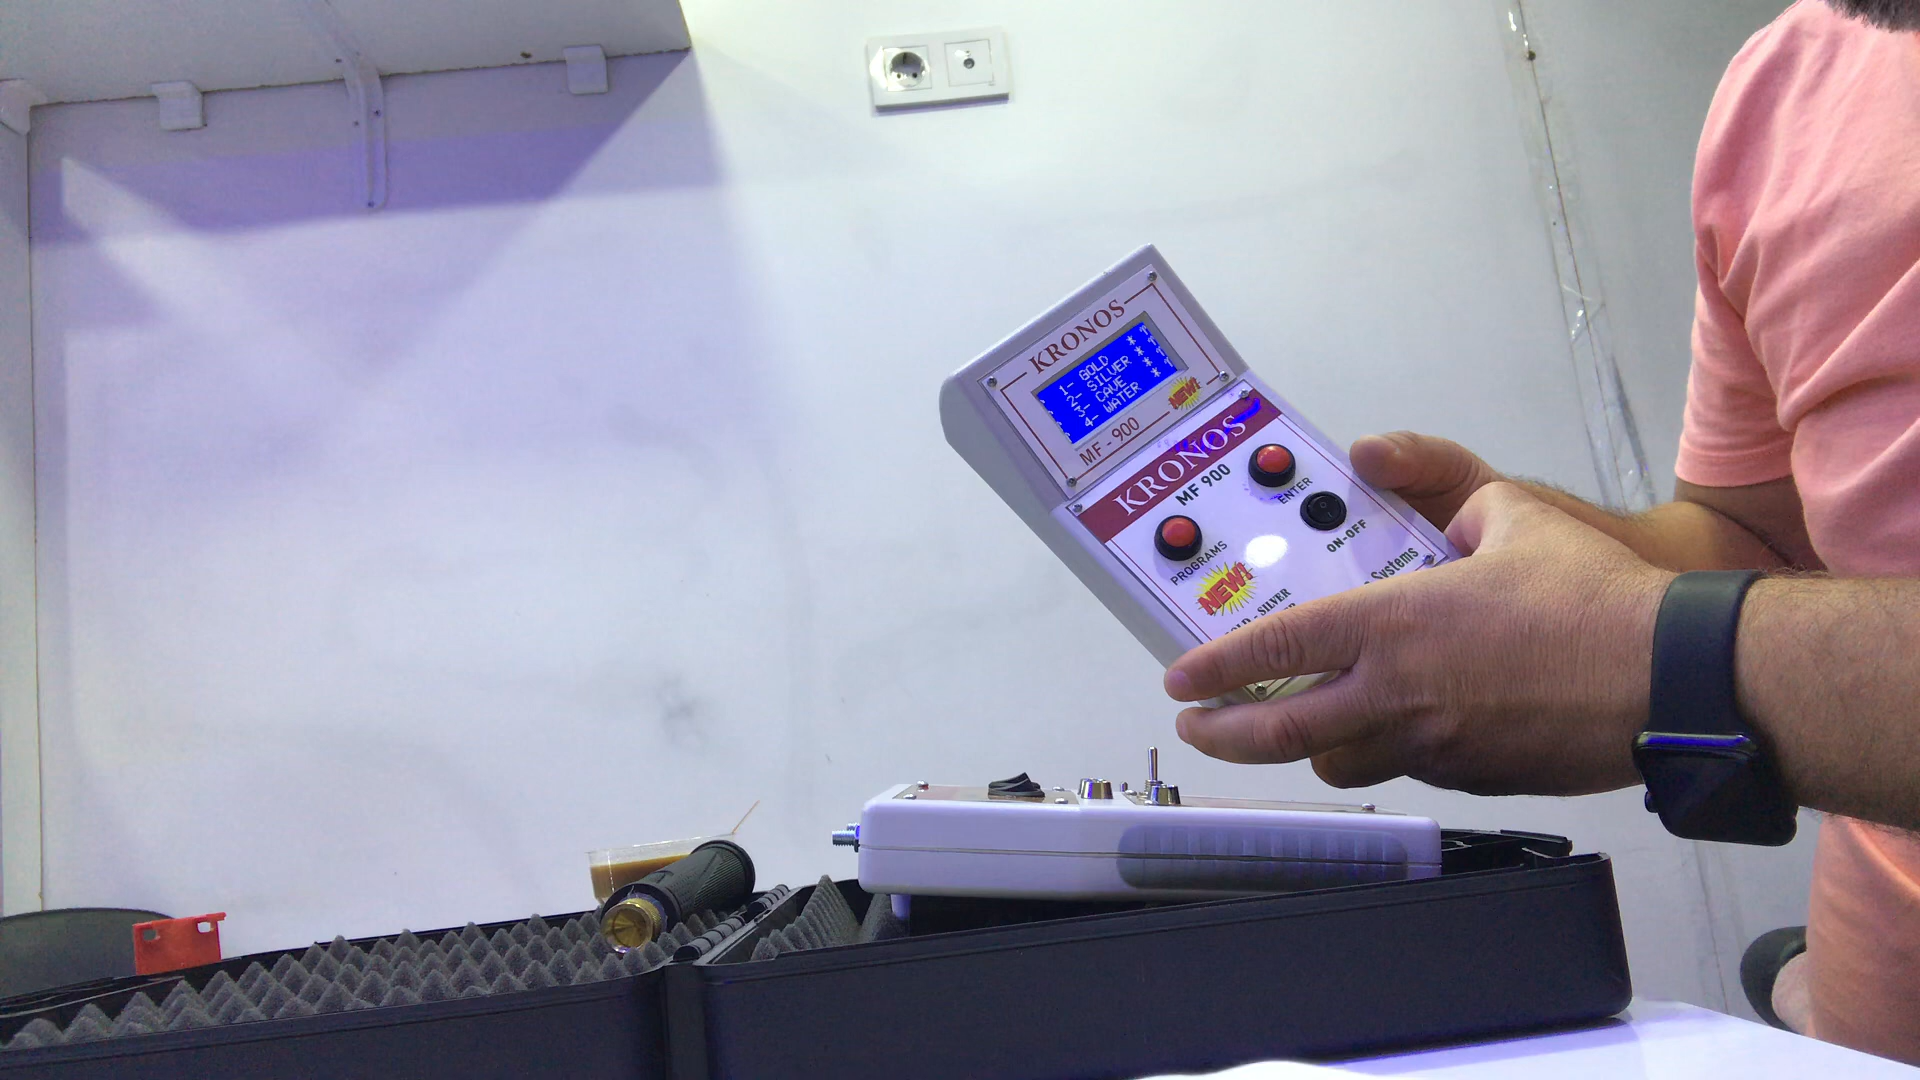 KRONOS
1- GOLD *
2- SILVER *
3- CAVE *
4- WATER *
MF-900
NEW!
KRONOS
MF 900
ENTER
PROGRAMS
ON-OFF
NEW!
Systems
SILVER